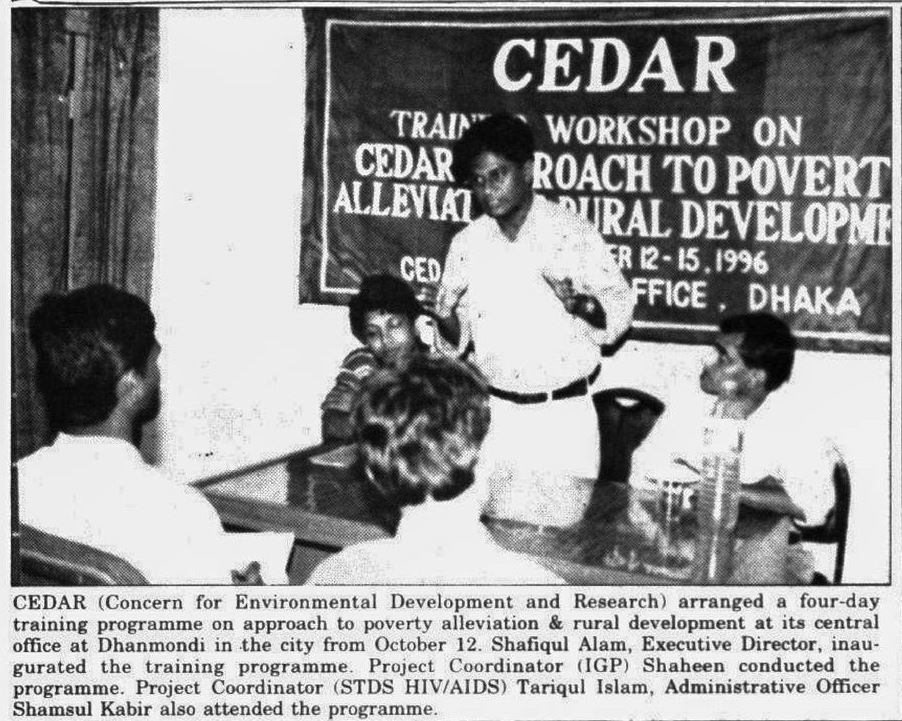 CEDAR
WORKSHOP ON
CEDAR ROACH TO POVERT
ALLEVIAT RURAL DEVELOPME
CED ER 12-15, 1996
FFICE, DHAKA
CEDAR (Concern for Environmental Development and Research) arranged a four-day
training programme on approach to poverty alleviation & rural development at its central
office at Dhanmondi in the city from October 12. Shafiqul Alam, Executive Director, inau-
gurated the training programme. Project Coordinator (IGP) Shaheen conducted the
programme. Project Coordinator (STDS HIV/AIDS) Tariqul Islam, Administrative Officer
Shamsul Kabir also attended the programme.